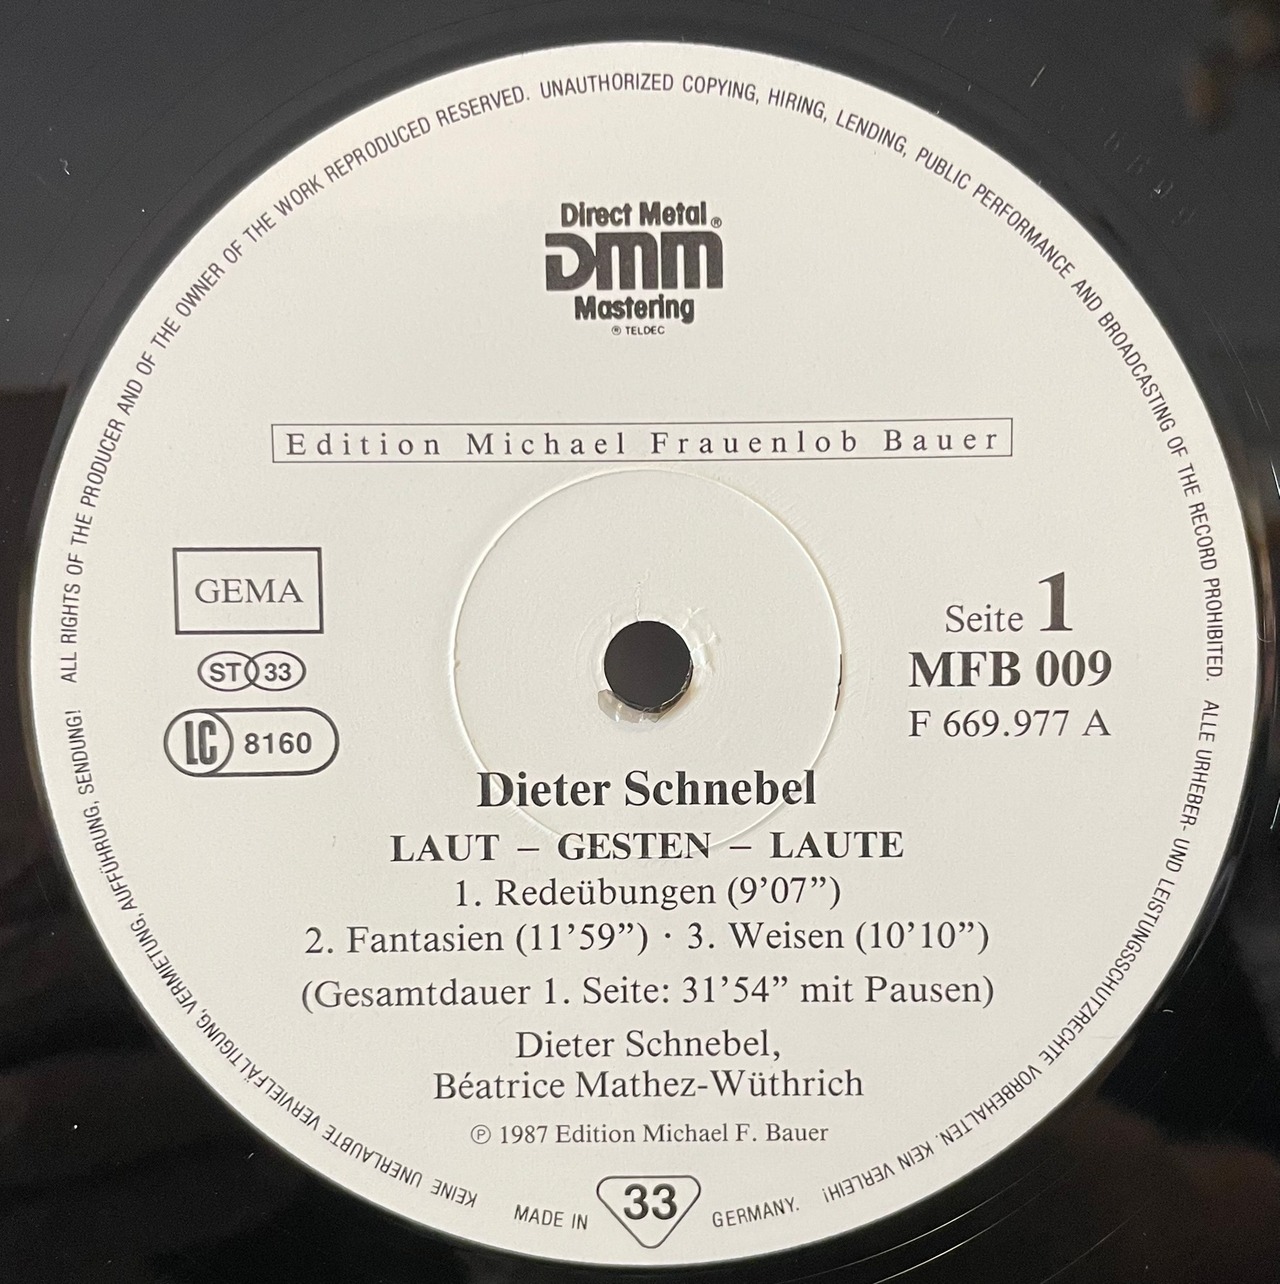 ALL RIGHTS OF THE PRODUCER AND OF THE OWNER OF THE WORK REPRODUCED RESERVED. UNAUTHORIZED COPYING, HIRING, LENDING, PUBLIC PERFORMANCE AND BROADCASTING OF THE RECORD PROHIBITED.
Direct Metal ®
DMM
Mastering
® TELDEC
Edition Michael Frauenlob Bauer
GEMA
ST 33
LC 8160
Seite 1
MFB 009
F 669.977 A
Dieter Schnebel
LAUT – GESTEN – LAUTE
1. Redeübungen (9’07”)
2. Fantasien (11’59”) · 3. Weisen (10’10”)
(Gesamtdauer 1. Seite: 31’54” mit Pausen)
Dieter Schnebel,
Béatrice Mathez-Wüthrich
℗ 1987 Edition Michael F. Bauer
MADE IN 33 GERMANY.
ALLE URHEBER- UND LEISTUNGSSCHUTZRECHTE VORBEHALTEN. KEIN VERLEIH! KEINE UNERLAUBTE VERVIELFÄLTIGUNG, VERMIETUNG, AUFFÜHRUNG, SENDUNG!